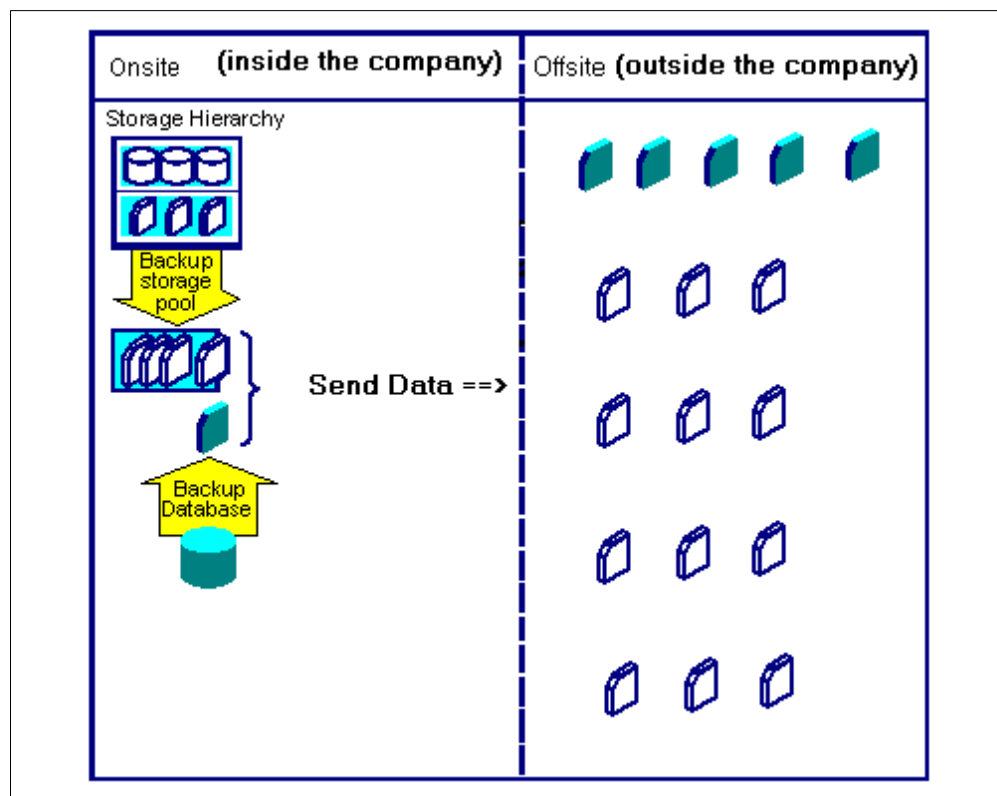 Onsite (inside the company)
Offsite (outside the company)
Storage Hierarchy
Backup
storage
pool
Send Data ==>
Backup
Database